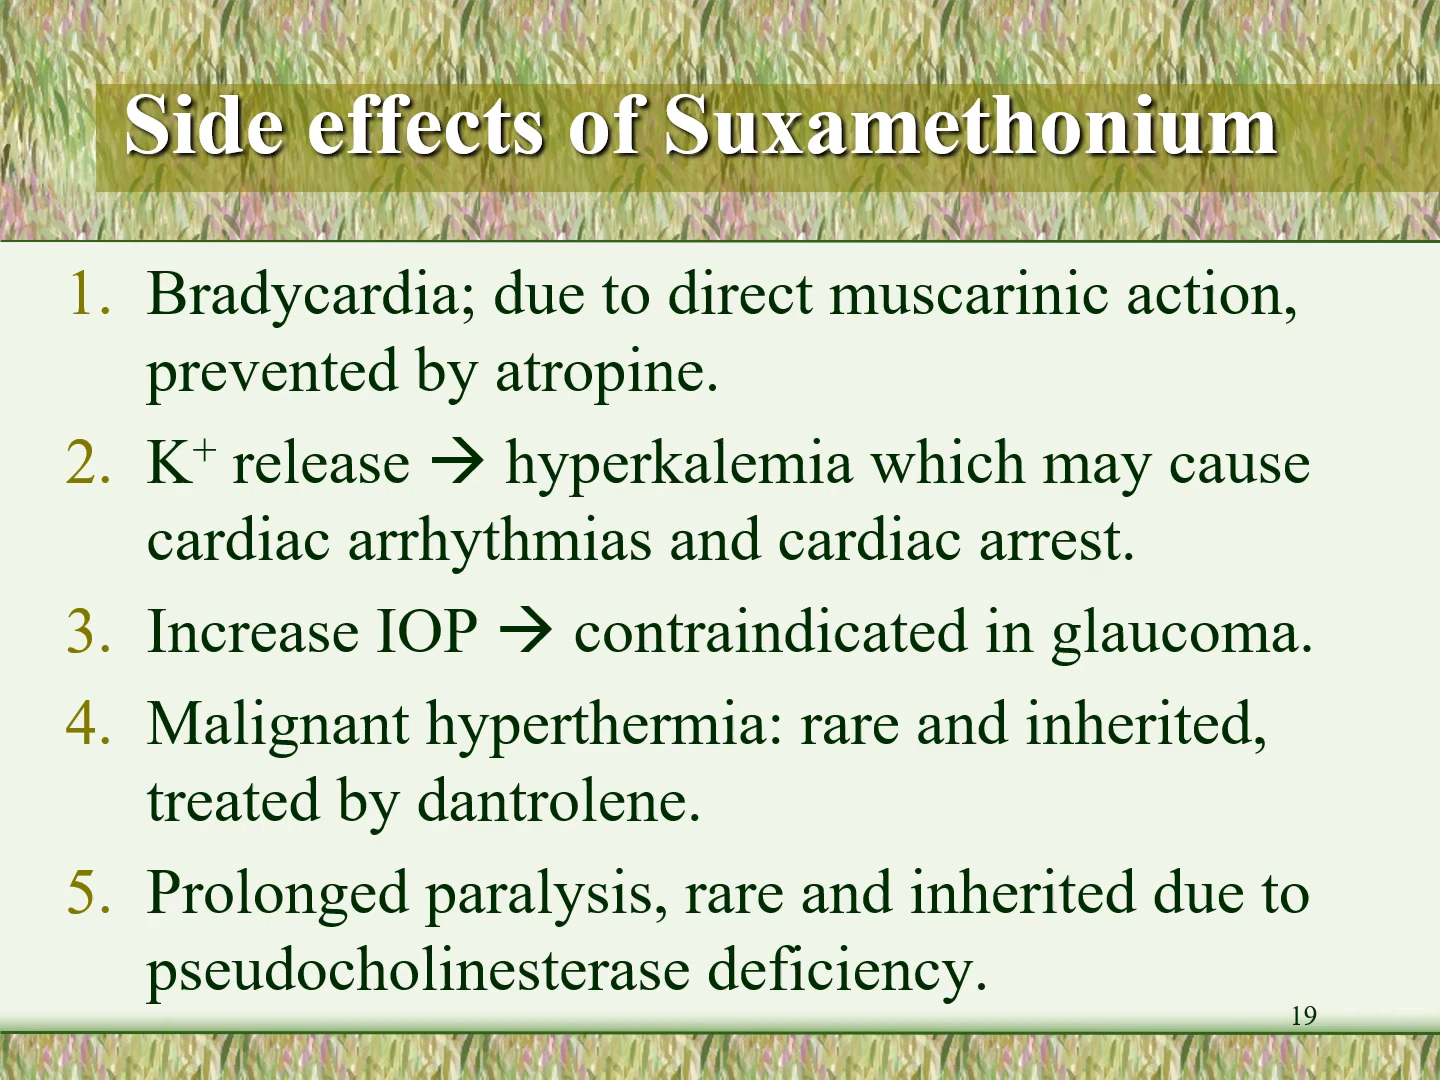 Side effects of Suxamethonium
1. Bradycardia; due to direct muscarinic action,
prevented by atropine.
2. K⁺ release → hyperkalemia which may cause
cardiac arrhythmias and cardiac arrest.
3. Increase IOP → contraindicated in glaucoma.
4. Malignant hyperthermia: rare and inherited,
treated by dantrolene.
5. Prolonged paralysis, rare and inherited due to
pseudocholinesterase deficiency.
19